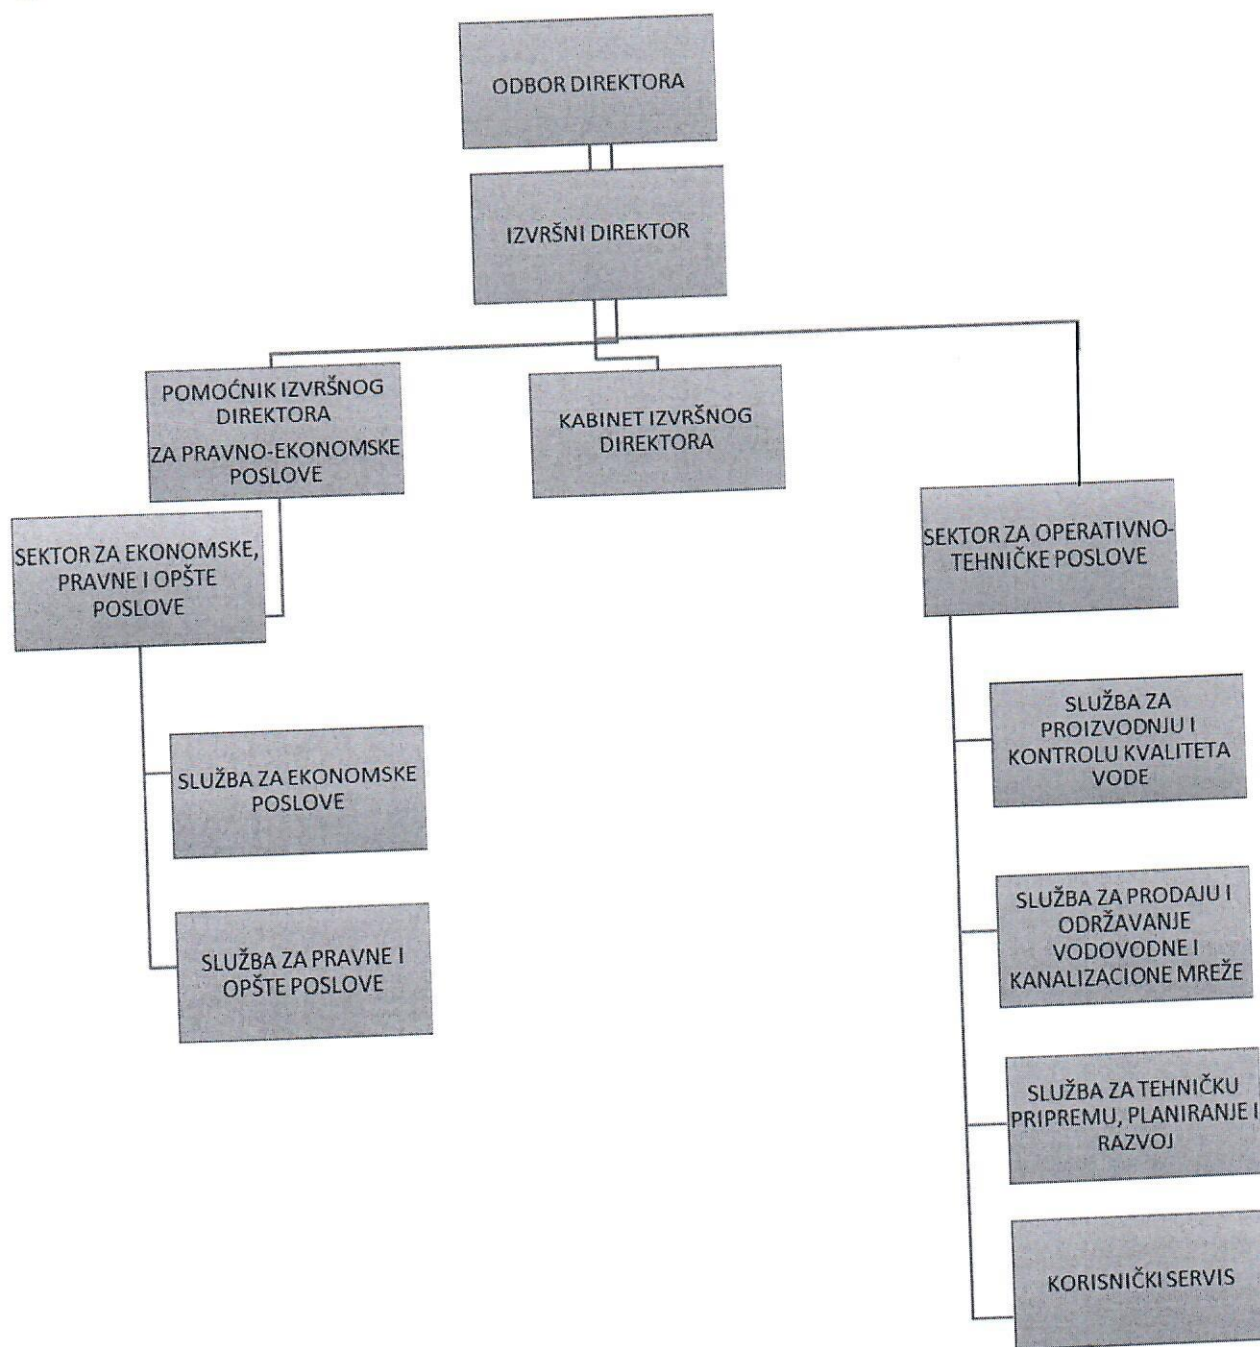 ODBOR DIREKTORA
IZVRŠNI DIREKTOR
POMOĆNIK IZVRŠNOG
DIREKTORA
ZA PRAVNO-EKONOMSKE
POSLOVE
KABINET IZVRŠNOG
DIREKTORA
SEKTOR ZA EKONOMSKE,
PRAVNE I OPŠTE
POSLOVE
SLUŽBA ZA EKONOMSKE
POSLOVE
SLUŽBA ZA PRAVNE I
OPŠTE POSLOVE
SEKTOR ZA OPERATIVNO-
TEHNIČKE POSLOVE
SLUŽBA ZA
PROIZVODNJU I
KONTROLU KVALITETA
VODE
SLUŽBA ZA PRODAJU I
ODRŽAVANJE
VODOVODNE I
KANALIZACIONE MREŽE
SLUŽBA ZA TEHNIČKU
PRIPREMU, PLANIRANJE I
RAZVOJ
KORISNIČKI SERVIS